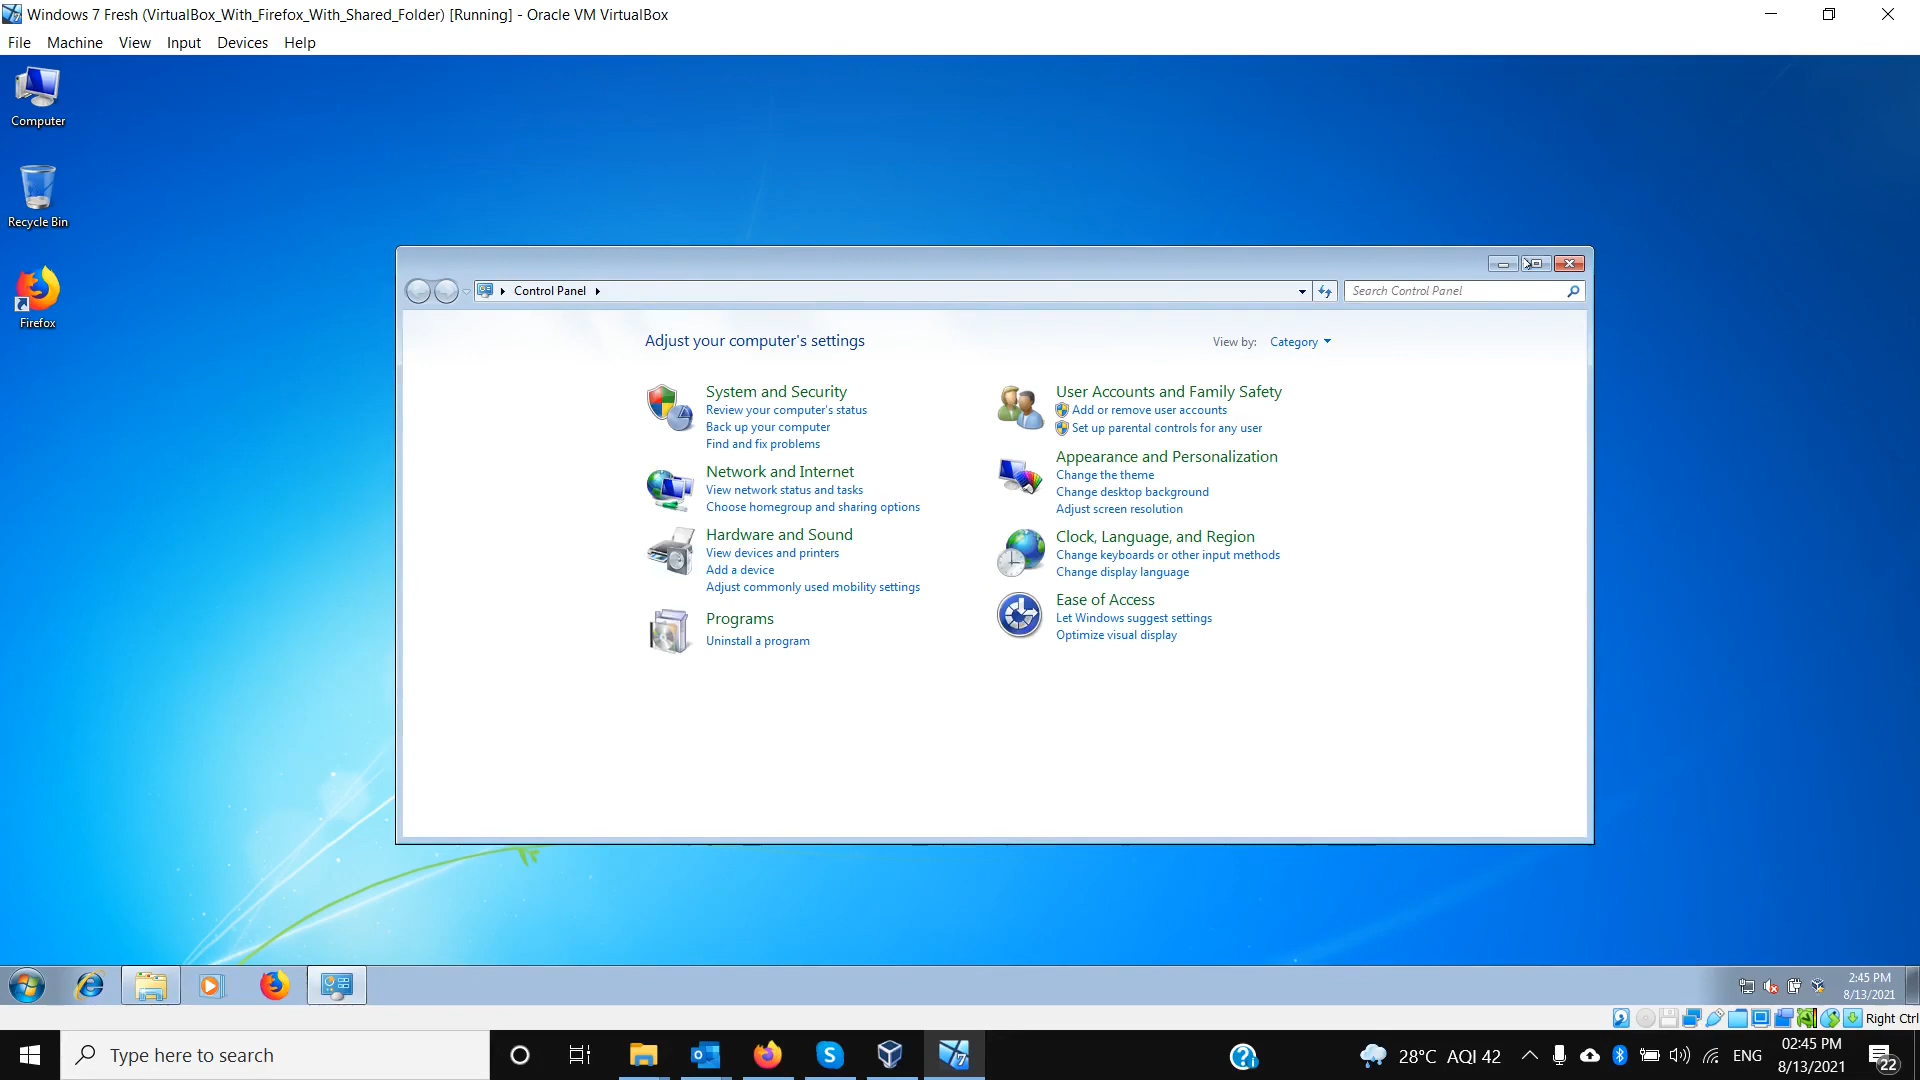 Windows 7 Fresh (VirtualBox_With_Firefox_With_Shared_Folder) [Running] - Oracle VM VirtualBox
File Machine View Input Devices Help
Computer
Recycle Bin
Firefox
Control Panel
Search Control Panel
Adjust your computer's settings
View by: Category
System and Security
Review your computer's status
Back up your computer
Find and fix problems
Network and Internet
View network status and tasks
Choose homegroup and sharing options
Hardware and Sound
View devices and printers
Add a device
Adjust commonly used mobility settings
Programs
Uninstall a program
User Accounts and Family Safety
Add or remove user accounts
Set up parental controls for any user
Appearance and Personalization
Change the theme
Change desktop background
Adjust screen resolution
Clock, Language, and Region
Change keyboards or other input methods
Change display language
Ease of Access
Let Windows suggest settings
Optimize visual display
2:45 PM
8/13/2021
Right Ctrl
Type here to search
28°C AQI 42
ENG
02:45 PM
8/13/2021
22